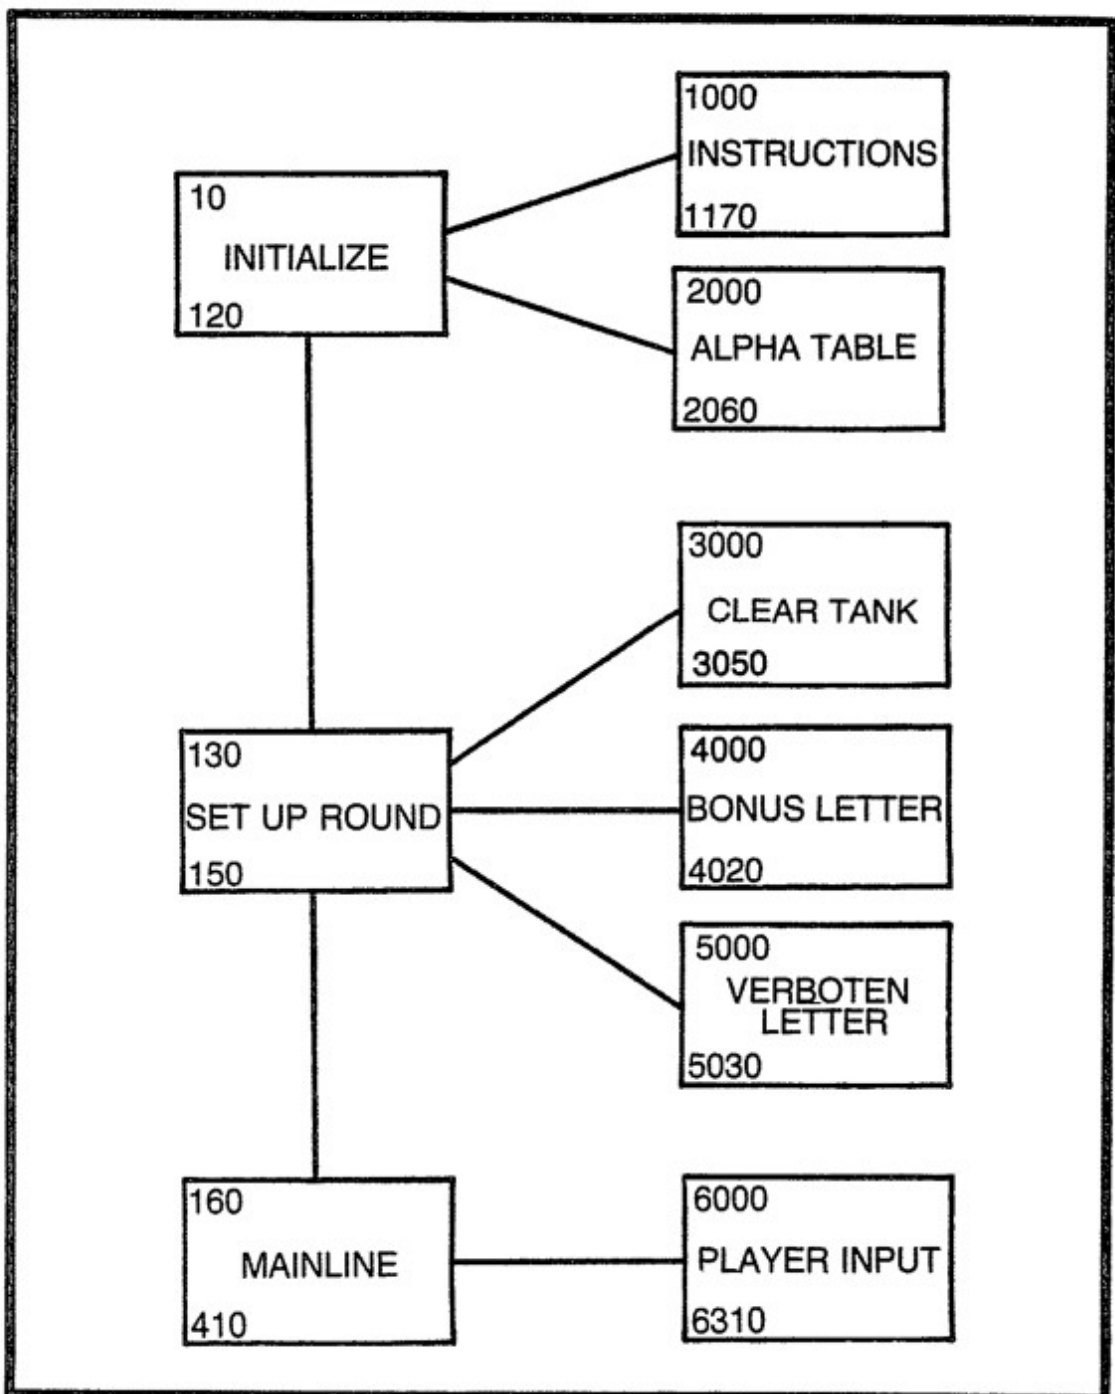 1000
INSTRUCTIONS
1170
10
INITIALIZE
120
2000
ALPHA TABLE
2060
3000
CLEAR TANK
3050
130
SET UP ROUND
150
4000
BONUS LETTER
4020
5000
VERBOTEN
LETTER
5030
160
MAINLINE
410
6000
PLAYER INPUT
6310